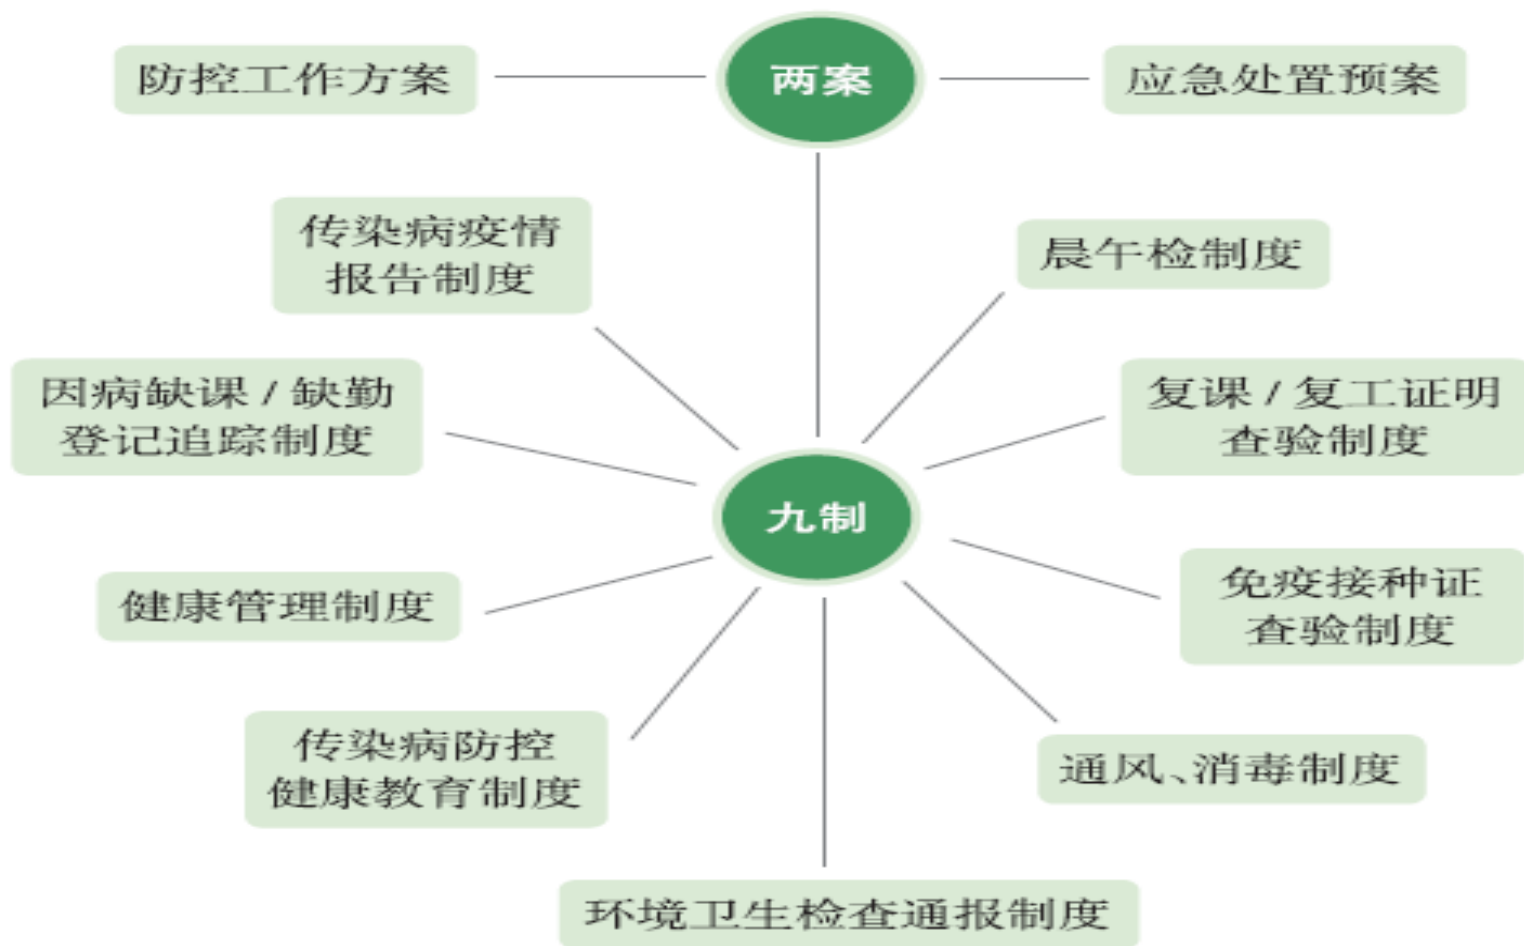 防控工作方案
两案
应急处置预案
传染病疫情
报告制度
晨午检制度
因病缺课 / 缺勤
登记追踪制度
复课 / 复工证明
查验制度
九制
健康管理制度
免疫接种证
查验制度
传染病防控
健康教育制度
通风、消毒制度
环境卫生检查通报制度